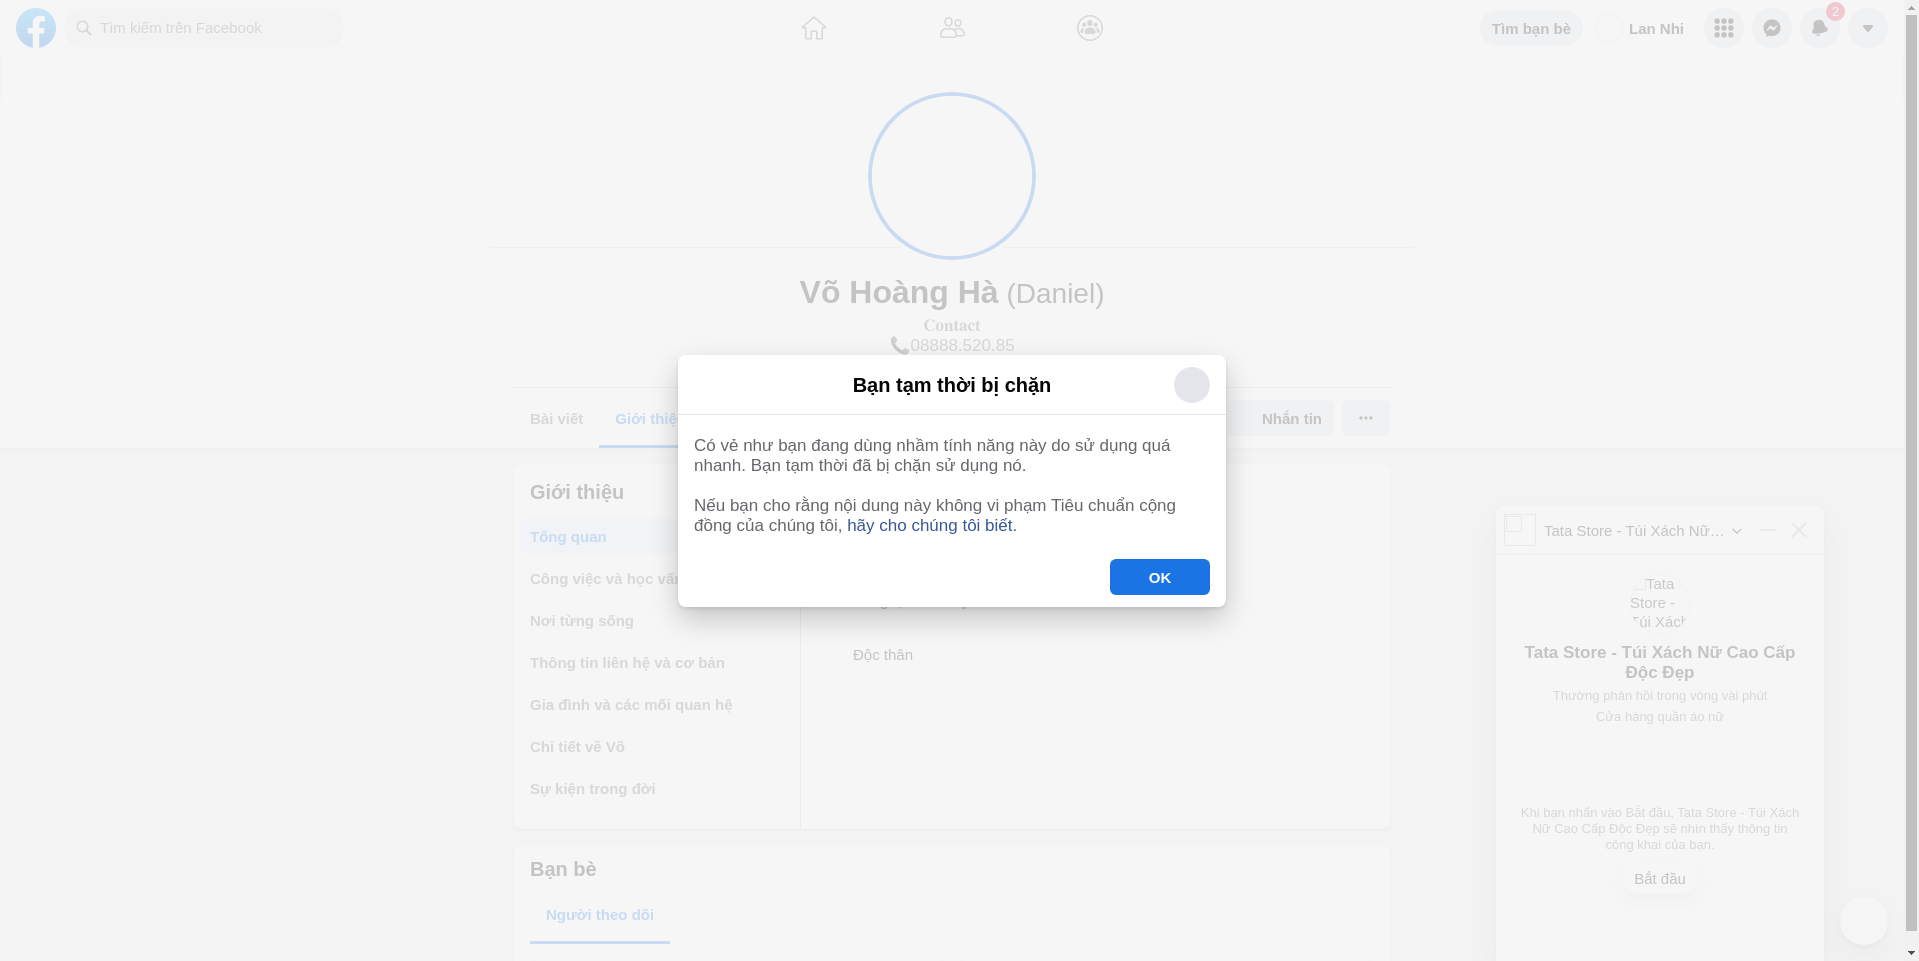 Tìm kiếm trên Facebook
Tìm bạn bè
Lan Nhi
2
Võ Hoàng Hà (Daniel)
Contact
08888.520.85
Bạn tạm thời bị chặn
Bài viết
Nhắn tin
Có vẻ như bạn đang dùng nhầm tính năng này do sử dụng quá
nhanh. Bạn tạm thời đã bị chặn sử dụng nó.
Nếu bạn cho rằng nội dung này không vi phạm Tiêu chuẩn cộng
đồng của chúng tôi, hãy cho chúng tôi biết.
OK
Giới thiệu
Tổng quan
Công việc và học vấn
Nơi từng sống
Thông tin liên hệ và cơ bản
Gia đình và các mối quan hệ
Chi tiết về Võ
Sự kiện trong đời
Độc thân
Bạn bè
Người theo dõi
Tata Store - Túi Xách Nữ...
Tata
Store -
Túi Xách
Tata Store - Túi Xách Nữ Cao Cấp
Độc Đẹp
Thường phản hồi trong vòng vài phút
Cửa hàng quần áo nữ
Khi bạn nhấn vào Bắt đầu, Tata Store - Túi Xách
Nữ Cao Cấp Độc Đẹp sẽ nhìn thấy thông tin
công khai của bạn.
Bắt đầu